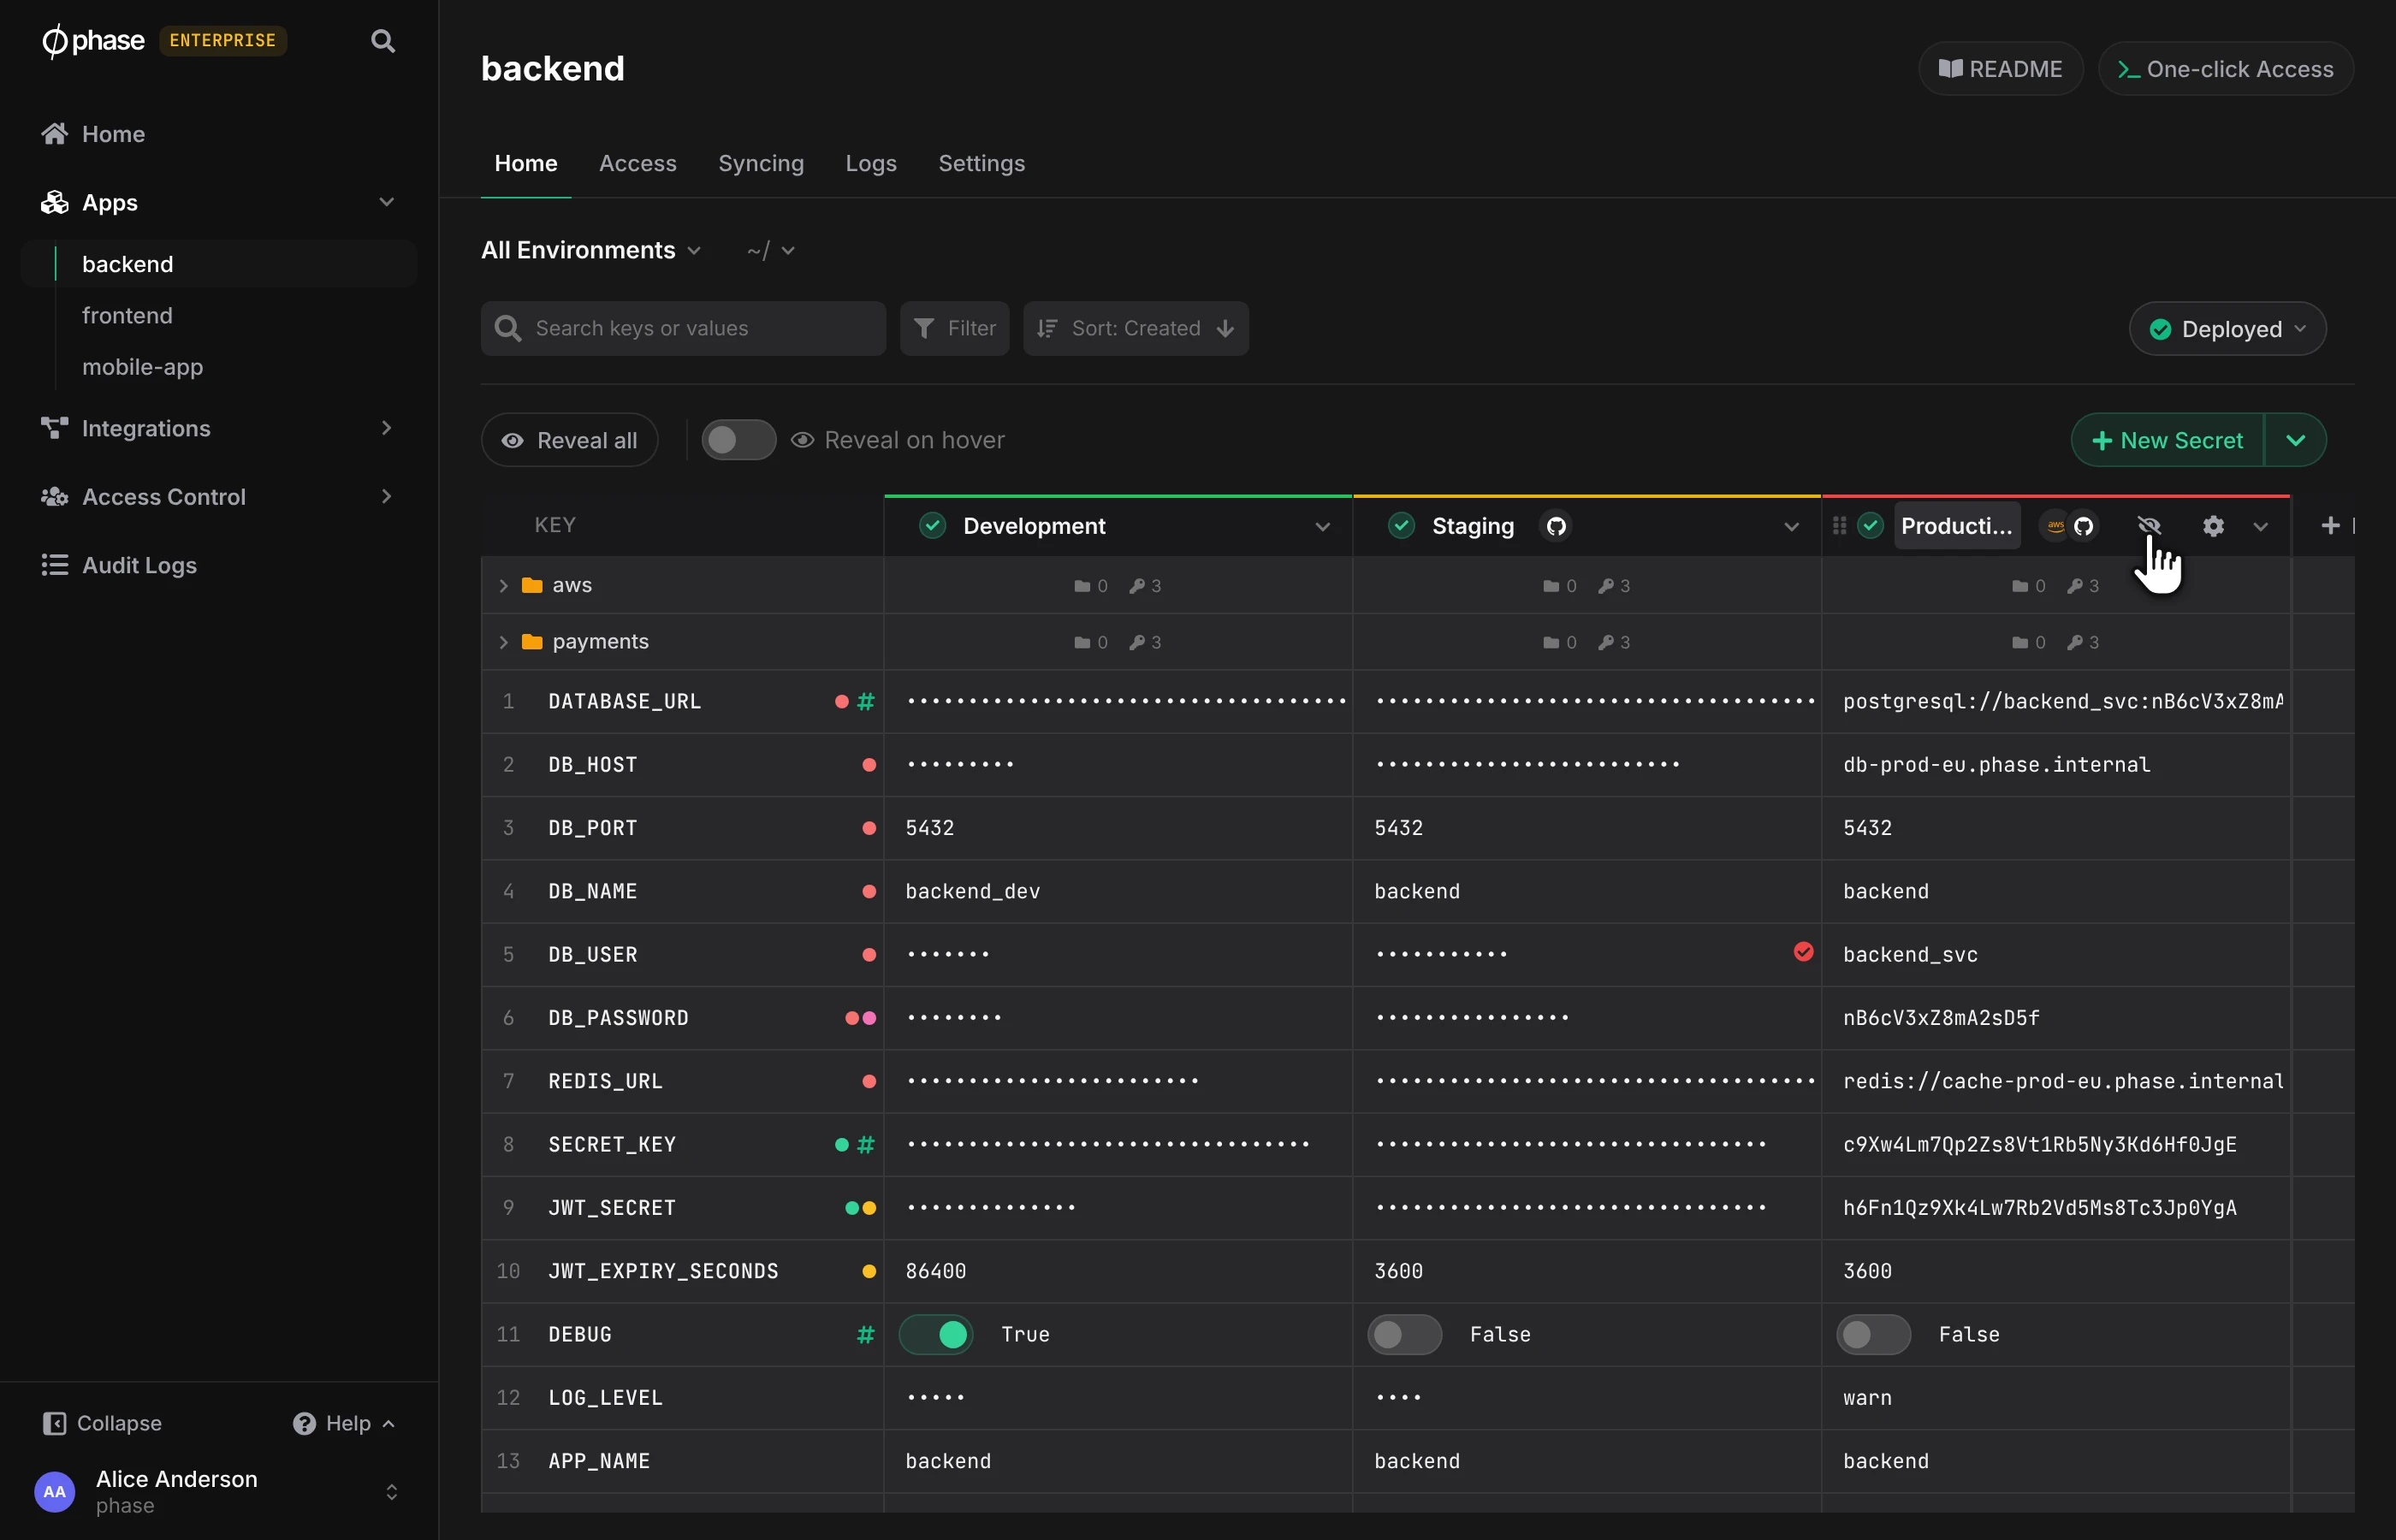 phase ENTERPRISE
Home
Apps
backend
frontend
mobile-app
Integrations
Access Control
Audit Logs
Collapse
Help
AA
Alice Anderson
phase
backend
README
One-click Access
Home Access Syncing Logs Settings
All Environments ~/
Search keys or values
Filter
Sort: Created
Deployed
Reveal all
Reveal on hover
New Secret
KEY Development Staging Producti... aws
aws 0 3 0 3 0 3
payments 0 3 0 3 0 3
1 DATABASE_URL # postgresql://backend_svc:nB6cV3xZ8mA
2 DB_HOST db-prod-eu.phase.internal
3 DB_PORT 5432 5432 5432
4 DB_NAME backend_dev backend backend
5 DB_USER backend_svc
6 DB_PASSWORD nB6cV3xZ8mA2sD5f
7 REDIS_URL redis://cache-prod-eu.phase.internal
8 SECRET_KEY # c9Xw4Lm7Qp2Zs8Vt1Rb5Ny3Kd6Hf0JgE
9 JWT_SECRET h6Fn1Qz9Xk4Lw7Rb2Vd5Ms8Tc3Jp0YgA
10 JWT_EXPIRY_SECONDS 86400 3600 3600
11 DEBUG # True False False
12 LOG_LEVEL warn
13 APP_NAME backend backend backend